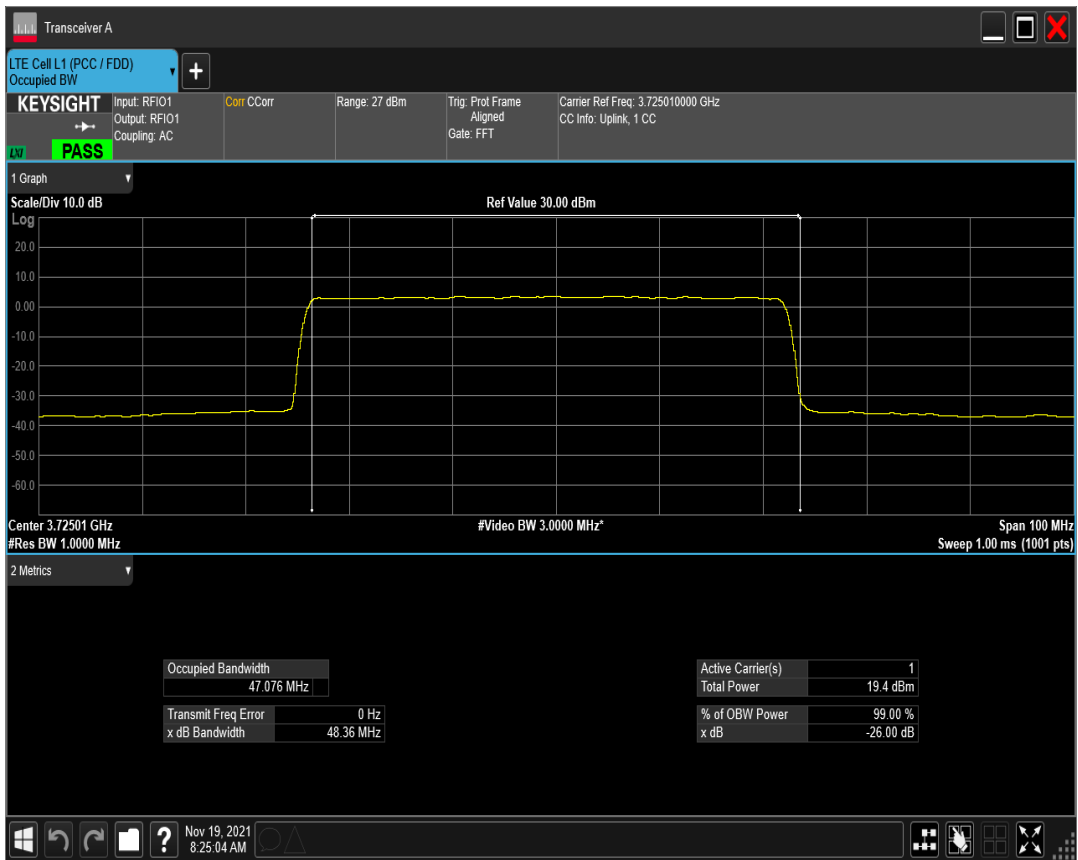 Transceiver A
LTE Cell L1 (PCC / FDD)
Occupied BW
+
KEYSIGHT
LXI
PASS
Input: RFIO1
Output: RFIO1
Coupling: AC
Corr CCorr
Range: 27 dBm
Trig: Prot Frame
Aligned
Gate: FFT
Carrier Ref Freq: 3.725010000 GHz
CC Info: Uplink, 1 CC
1 Graph
Scale/Div 10.0 dB
Ref Value 30.00 dBm
Log
20.0
10.0
0.00
-10.0
-20.0
-30.0
-40.0
-50.0
-60.0
Center 3.72501 GHz
#Video BW 3.0000 MHz*
Span 100 MHz
#Res BW 1.0000 MHz
Sweep 1.00 ms (1001 pts)
2 Metrics
Occupied Bandwidth
47.076 MHz
Transmit Freq Error 0 Hz
x dB Bandwidth 48.36 MHz
Active Carrier(s) 1
Total Power 19.4 dBm
% of OBW Power 99.00 %
x dB -26.00 dB
?
Nov 19, 2021
8:25:04 AM